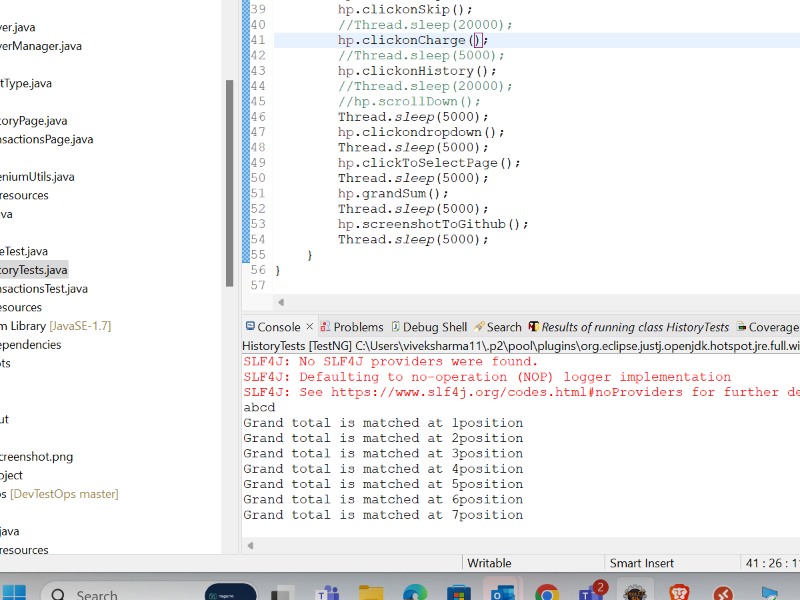 ver.java
verManager.java
tType.java
toryPage.java
nsactionsPage.java
eniumUtils.java
resources
va
eTest.java
toryTests.java
nsactionsTest.java
esources
m Library [JavaSE-1.7]
ependencies
ots
ut
creenshot.png
oject
s [DevTestOps master]
java
resources
39 hp.clickonSkip();
40 //Thread.sleep(20000);
41 hp.clickonCharge();
42 //Thread.sleep(5000);
43 hp.clickonHistory();
44 //Thread.sleep(20000);
45 //hp.scrollDown();
46 Thread.sleep(5000);
47 hp.clickondropdown();
48 Thread.sleep(5000);
49 hp.clickToSelectPage();
50 Thread.sleep(5000);
51 hp.grandSum();
52 Thread.sleep(5000);
53 hp.screenshotToGithub();
54 Thread.sleep(5000);
55 }
56 }
57
Console × Problems Debug Shell Search Results of running class HistoryTests Coverage
HistoryTests [TestNG] C:\Users\viveksharma11\.p2\pool\plugins\org.eclipse.justj.openjdk.hotspot.jre.full.wi
SLF4J: No SLF4J providers were found.
SLF4J: Defaulting to no-operation (NOP) logger implementation
SLF4J: See https://www.slf4j.org/codes.html#noProviders for further de
abcd
Grand total is matched at 1position
Grand total is matched at 2position
Grand total is matched at 3position
Grand total is matched at 4position
Grand total is matched at 5position
Grand total is matched at 6position
Grand total is matched at 7position
Writable Smart Insert 41 : 26 : 1
Search 2